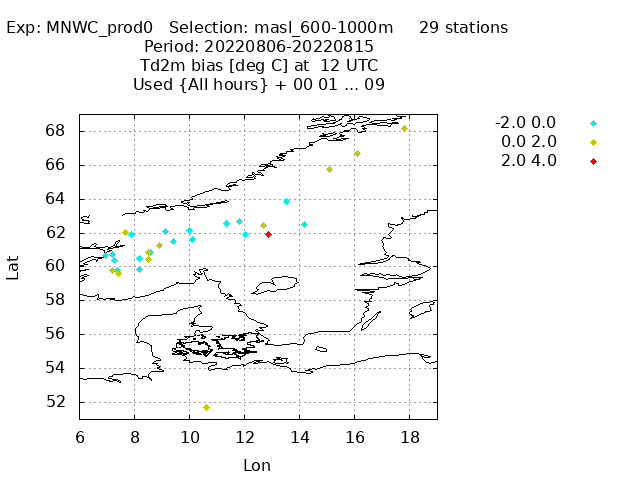 Exp: MNWC_prod0   Selection: masl_600-1000m     29 stations
Period: 20220806-20220815
Td2m bias [deg C] at  12 UTC
Used {All hours} + 00 01 ... 09
-2.0 0.0
0.0 2.0
2.0 4.0
68
66
64
62
60
58
56
54
52
Lat
6 8 10 12 14 16 18
Lon